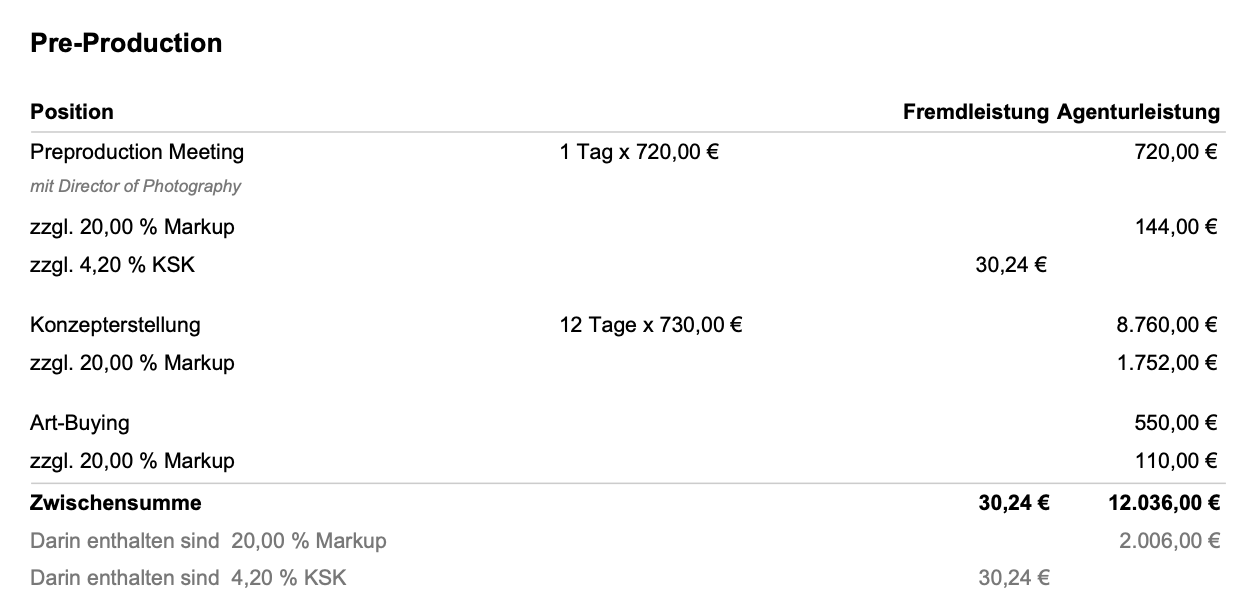 Pre-Production
Position Fremdleistung Agenturleistung
Preproduction Meeting 1 Tag x 720,00 € 720,00 €
mit Director of Photography
zzgl. 20,00 % Markup 144,00 €
zzgl. 4,20 % KSK 30,24 €
Konzepterstellung 12 Tage x 730,00 € 8.760,00 €
zzgl. 20,00 % Markup 1.752,00 €
Art-Buying 550,00 €
zzgl. 20,00 % Markup 110,00 €
Zwischensumme 30,24 € 12.036,00 €
Darin enthalten sind 20,00 % Markup 2.006,00 €
Darin enthalten sind 4,20 % KSK 30,24 €